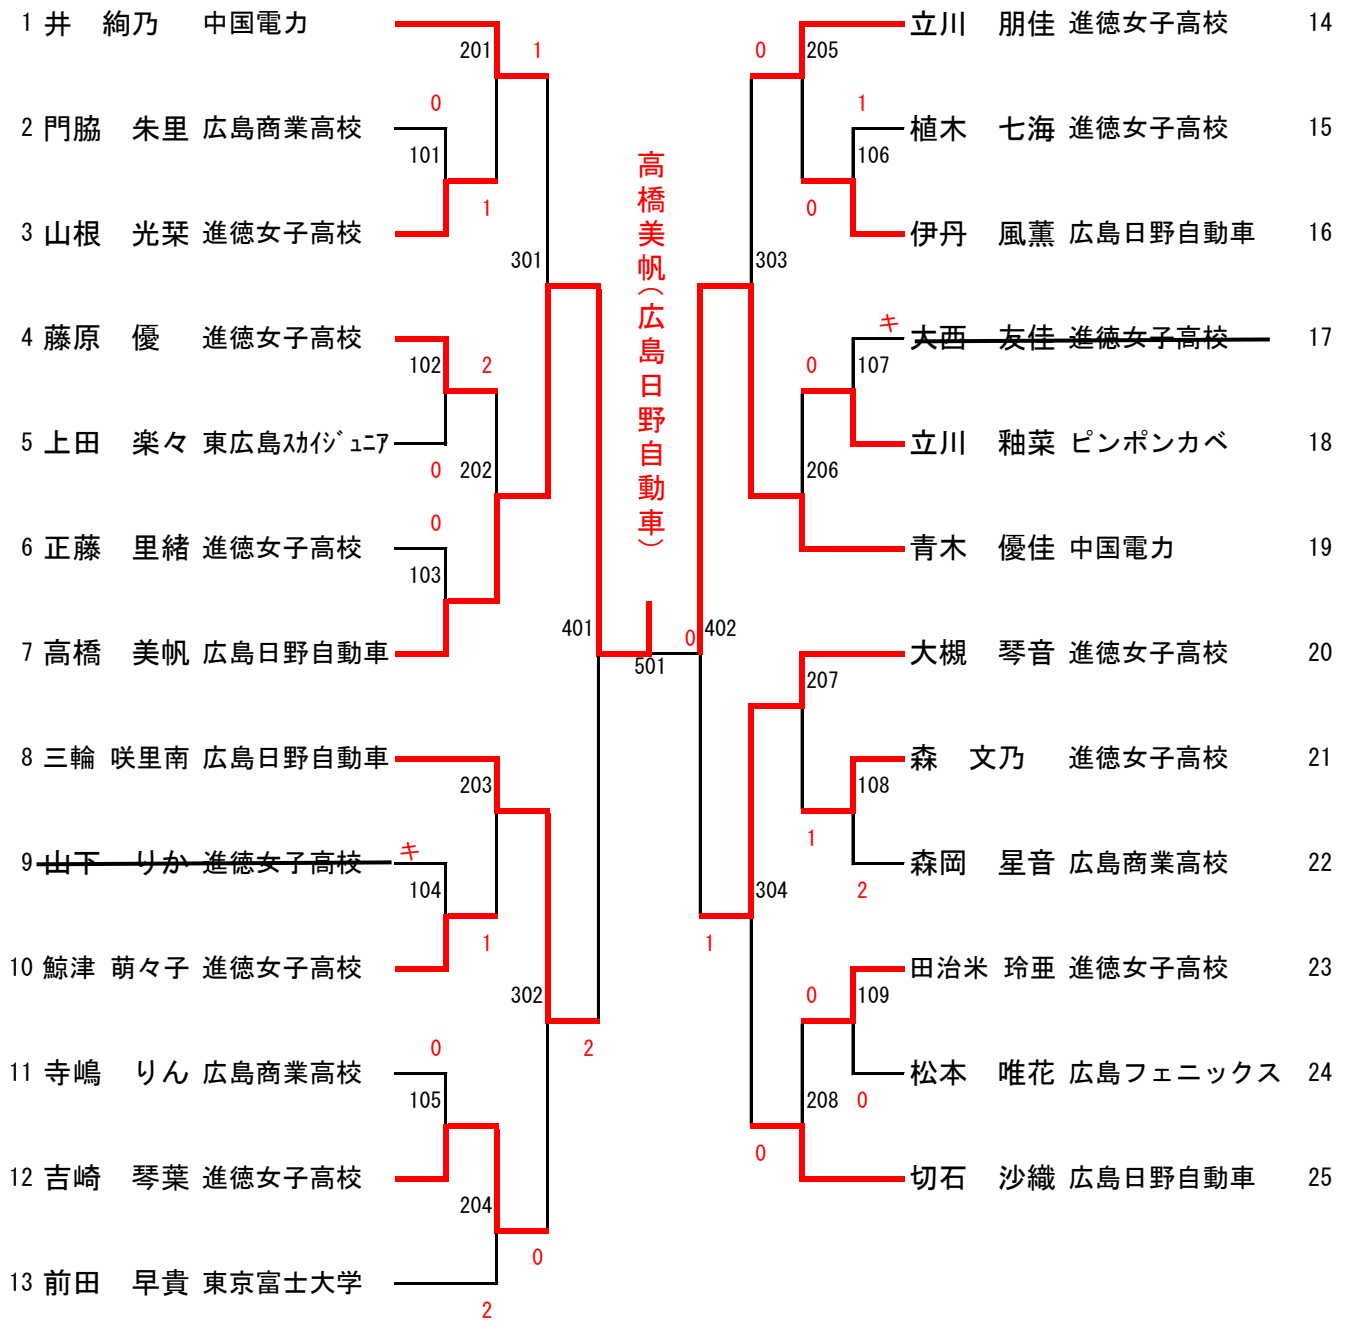 1 井　絢乃　中国電力
201
1
0
2 門脇　朱里 広島商業高校
101
1
3 山根　光栞 進徳女子高校
301
4 藤原　優　進徳女子高校
102
2
5 上田　楽々 東広島ｽｶｲｼﾞｭﾆｱ
0
202
0
6 正藤　里緒 進徳女子高校
103
7 高橋　美帆 広島日野自動車
401
8 三輪 咲里南 広島日野自動車
203
9 山下　りか 進徳女子高校
キ
104
1
10 鯨津 萌々子 進徳女子高校
302
0
2
11 寺嶋　りん 広島商業高校
105
12 吉崎　琴葉 進徳女子高校
204
0
13 前田　早貴 東京富士大学
2
高橋美帆（広島日野自動車）
501
0
402
立川　朋佳 進徳女子高校 14
0
205
1
植木　七海 進徳女子高校 15
106
0
伊丹　風薫 広島日野自動車 16
303
キ
大西　友佳 進徳女子高校 17
0
107
立川　釉菜 ピンポンカベ 18
206
青木　優佳 中国電力 19
大槻　琴音 進徳女子高校 20
207
森　文乃　進徳女子高校 21
108
1
森岡　星音 広島商業高校 22
2
304
1
田治米 玲亜 進徳女子高校 23
0
109
松本　唯花 広島フェニックス 24
208
0
0
切石　沙織 広島日野自動車 25